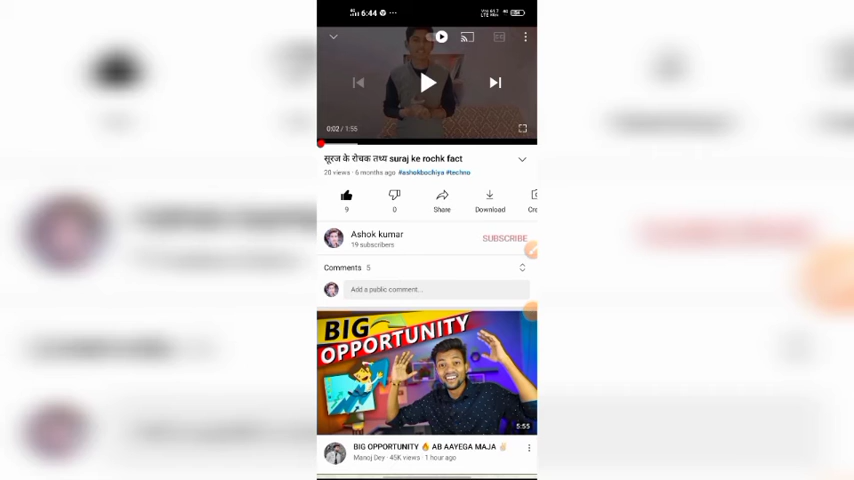 6:44
0:02 / 1:55
सूरज के रोचक तथ्य suraj ke rochk fact
20 views · 6 months ago #ashokbochiya #techno
9
0
Share
Download
Cre
Ashok kumar
19 subscribers
SUBSCRIBE
Comments 5
Add a public comment...
BIG
OPPORTUNITY
5:55
BIG OPPORTUNITY 🔥 AB AAYEGA MAJA ✌🏻
Manoj Dey · 45K views · 1 hour ago